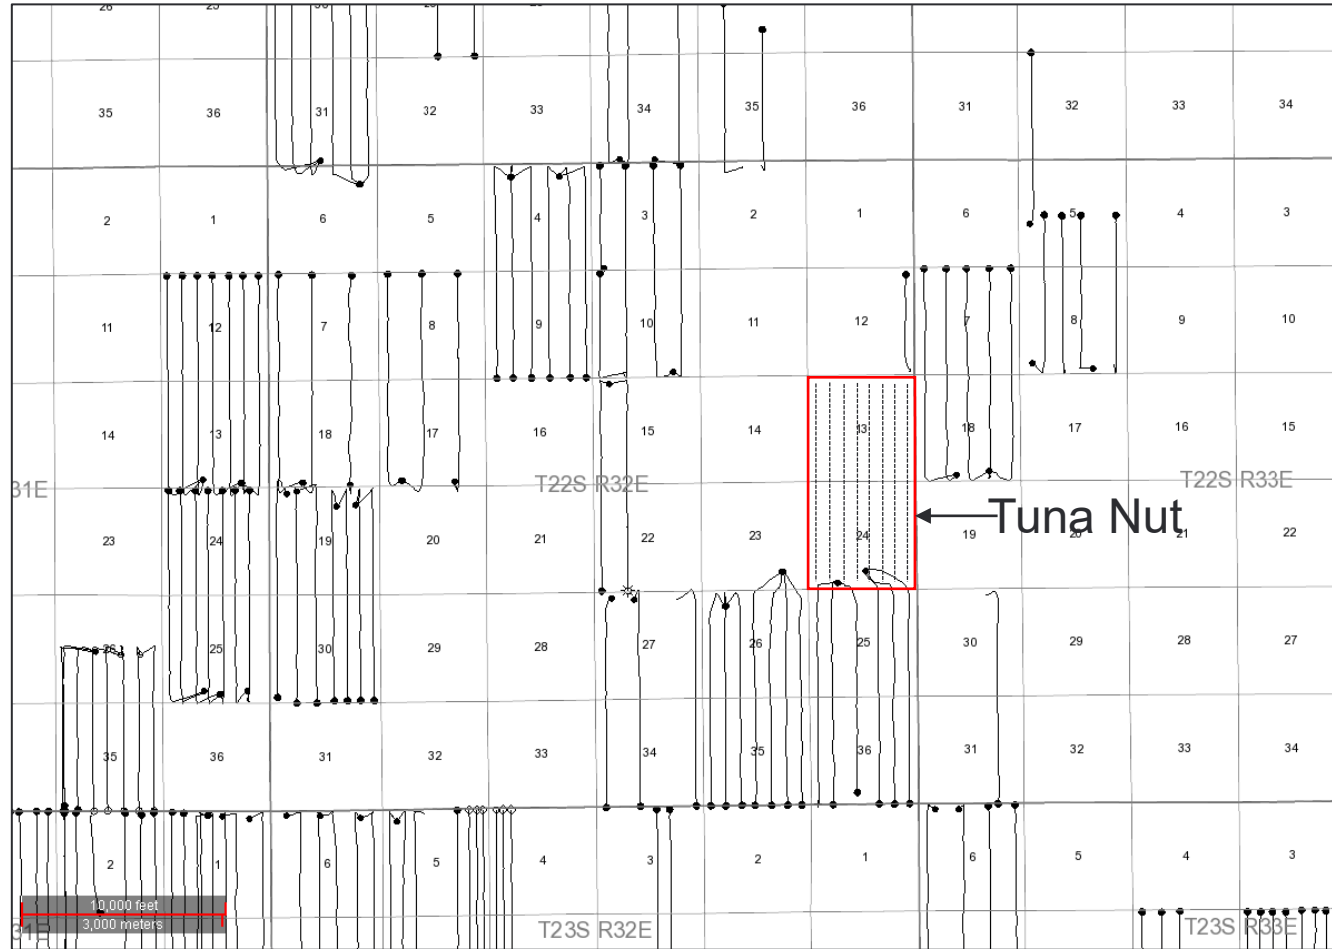 26 25 30 29 28
35 36 31 32 33 34 35 36 31 32 33 34
2 1 6 5 4 3 2 1 6 5 4 3
11 12 7 8 9 10 11 12 7 8 9 10
14 13 18 17 16 15 14 13 18 17 16 15
31E T22S R32E T22S R33E
Tuna Nut
23 24 19 20 21 22 23 24 19 20 21 22
26 25 30 29 28 27 26 25 30 29 28 27
35 36 31 32 33 34 35 36 31 32 33 34
2 1 6 5 4 3 2 1 6 5 4 3
10,000 feet
3,000 meters
31E T23S R32E T23S R33E